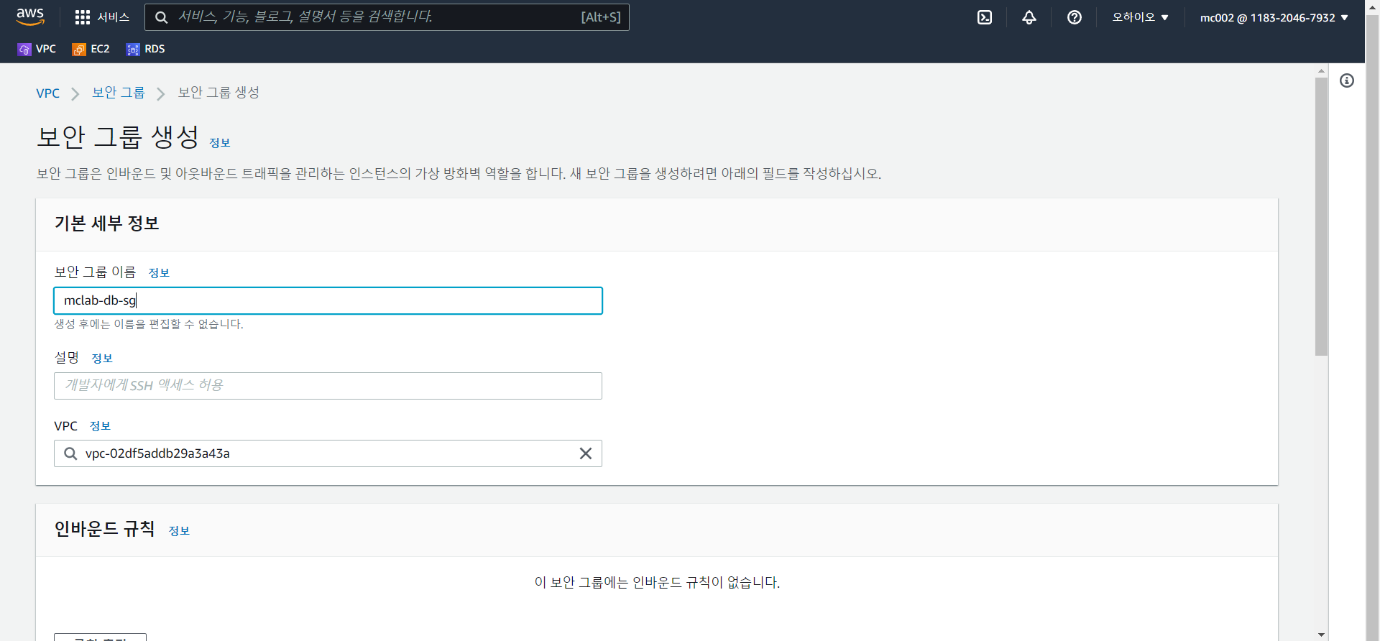 aws 서비스 서비스, 기능, 블로그, 설명서 등을 검색합니다. [Alt+S] 오하이오 ▼ mc002 @ 1183-2046-7932 ▼
VPC EC2 RDS
VPC > 보안 그룹 > 보안 그룹 생성
보안 그룹 생성 정보
보안 그룹은 인바운드 및 아웃바운드 트래픽을 관리하는 인스턴스의 가상 방화벽 역할을 합니다. 새 보안 그룹을 생성하려면 아래의 필드를 작성하십시오.
기본 세부 정보
보안 그룹 이름 정보
mclab-db-sg
생성 후에는 이름을 편집할 수 없습니다.
설명 정보
개발자에게 SSH 액세스 허용
VPC 정보
vpc-02df5addb29a3a43a
인바운드 규칙 정보
이 보안 그룹에는 인바운드 규칙이 없습니다.